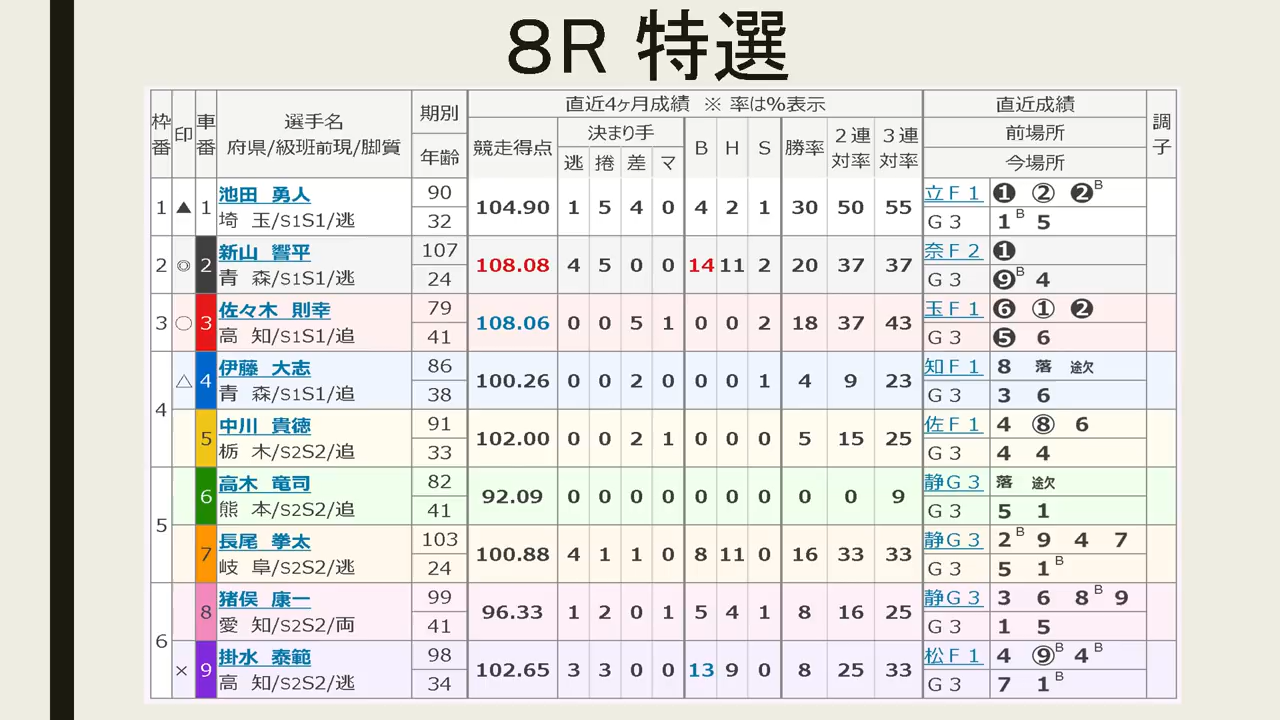 8R 特選
枠番 印 車番 選手名 府県/級班前現/脚質 期別 年齢 直近4ヶ月成績 ※ 率は%表示 直近成績 調子
競走得点 決まり手 B H S 勝率 2連対率 3連対率 前場所
逃 捲 差 マ 今場所
1 ▲ 1 池田 勇人 90 104.90 1 5 4 0 4 2 1 30 50 55 立F1 ❶ ② ❷B
埼 玉/S1S1/逃 32 G3 1B 5
2 ◎ 2 新山 響平 107 108.08 4 5 0 0 14 11 2 20 37 37 奈F2 ❶
青 森/S1S1/逃 24 G3 ❾B 4
3 ○ 3 佐々木 則幸 79 108.06 0 0 5 1 0 0 2 18 37 43 玉F1 ❻ ① ❷
高 知/S1S1/追 41 G3 ❺ 6
4 △ 4 伊藤 大志 86 100.26 0 0 2 0 0 0 1 4 9 23 知F1 8 落 途欠
青 森/S1S1/追 38 G3 3 6
5 中川 貴徳 91 102.00 0 0 2 1 0 0 0 5 15 25 佐F1 4 ⑧ 6
栃 木/S2S2/追 33 G3 4 4
5 6 高木 竜司 82 92.09 0 0 0 0 0 0 0 0 0 9 静G3 落 途欠
熊 本/S2S2/追 41 G3 5 1
7 長尾 拳太 103 100.88 4 1 1 0 8 11 0 16 33 33 静G3 2B 9 4 7
岐 阜/S2S2/逃 24 G3 5 1B
6 8 猪俣 康一 99 96.33 1 2 0 1 5 4 1 8 16 25 静G3 3 6 8B 9
愛 知/S2S2/両 41 G3 1 5
× 9 掛水 泰範 98 102.65 3 3 0 0 13 9 0 8 25 33 松F1 4 ⑨B 4B
高 知/S2S2/逃 34 G3 7 1B